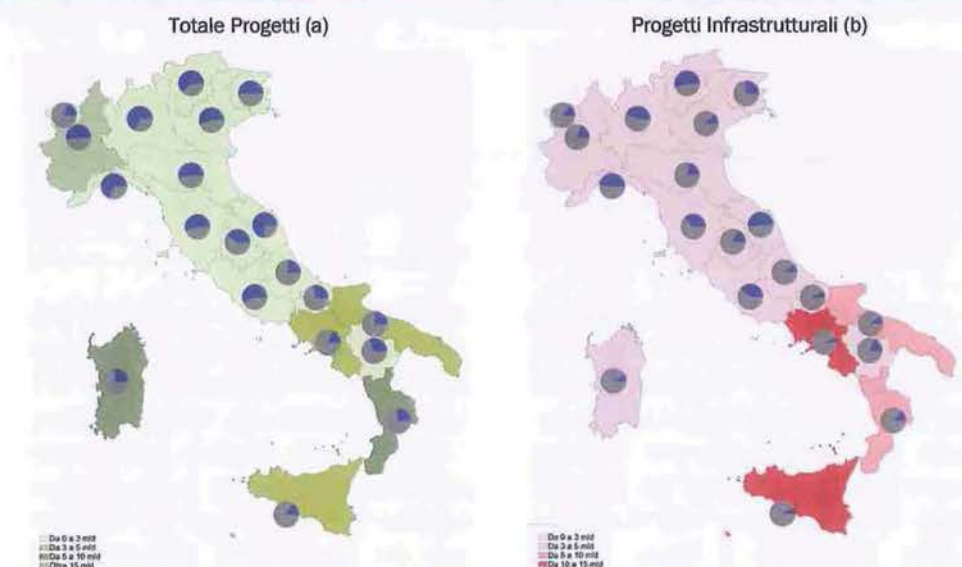 Totale Progetti (a)
Progetti Infrastrutturali (b)
Da 0 a 3 mld
Da 3 a 5 mld
Da 5 a 10 mld
Oltre 15 mld
Da 0 a 3 mld
Da 3 a 5 mld
Da 5 a 10 mld
Da 10 a 15 mld